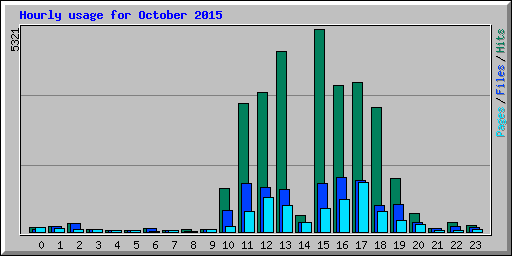 Hourly usage for October 2015
5321
Pages/Files/Hits
0 1 2 3 4 5 6 7 8 9 10 11 12 13 14 15 16 17 18 19 20 21 22 23